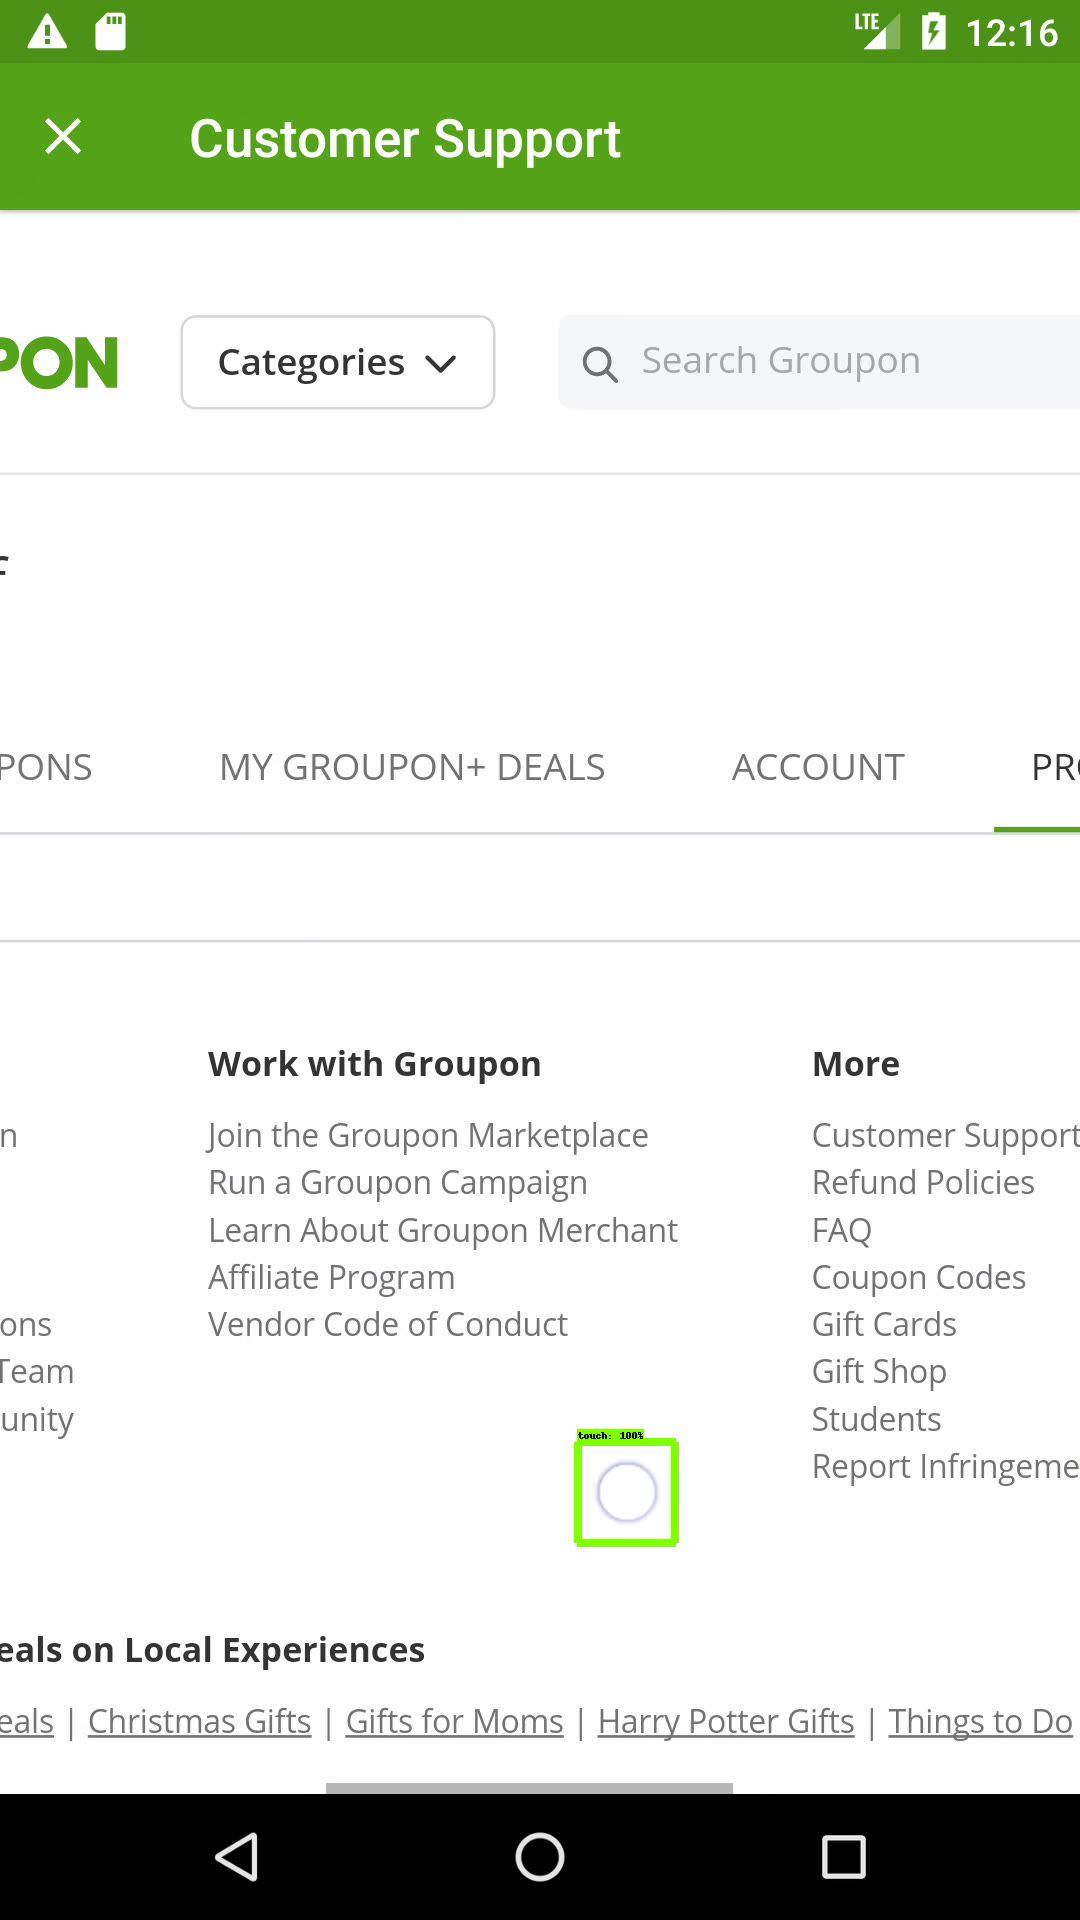 LTE 12:16
Customer Support
PON Categories Search Groupon
f
PONS MY GROUPON+ DEALS ACCOUNT PRO
Work with Groupon More
n Join the Groupon Marketplace Customer Support
Run a Groupon Campaign Refund Policies
Learn About Groupon Merchant FAQ
Affiliate Program Coupon Codes
ons Vendor Code of Conduct Gift Cards
Team Gift Shop
unity Students
touch: 100%
Report Infringeme
eals on Local Experiences
eals | Christmas Gifts | Gifts for Moms | Harry Potter Gifts | Things to Do